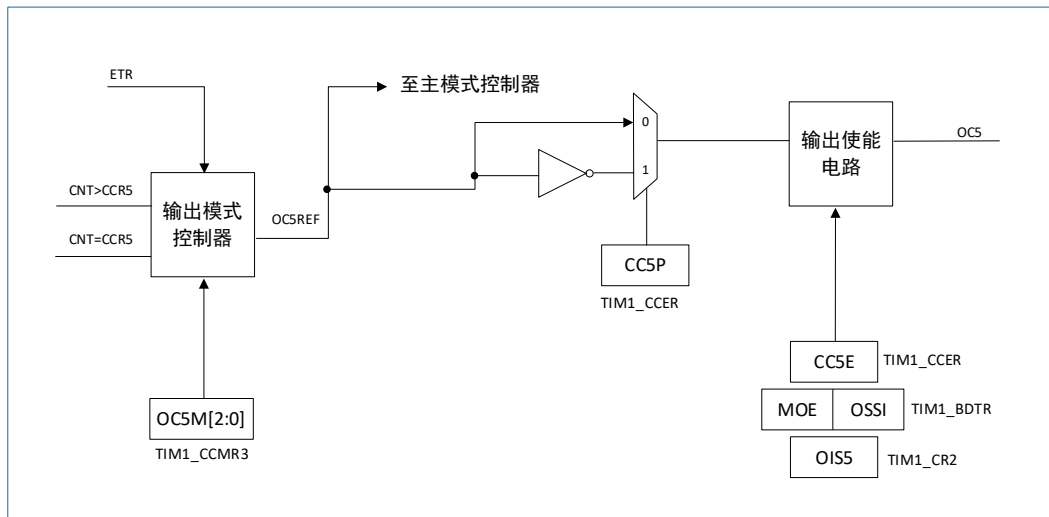 ETR
至主模式控制器
CNT>CCR5
CNT=CCR5
输出模式
控制器
OC5REF
0
1
输出使能
电路
OC5
CC5P
TIM1_CCER
OC5M[2:0]
TIM1_CCMR3
CC5E
TIM1_CCER
MOE
OSSI
TIM1_BDTR
OIS5
TIM1_CR2